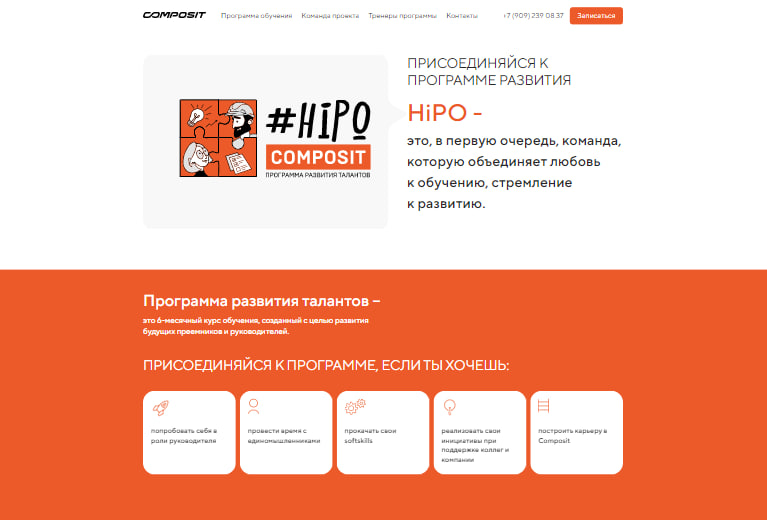 COMPOSIT
Программа обучения Команда проекта Тренеры программы Контакты
+7 (909) 239 08 37
Записаться
#HiPO
COMPOSIT
ПРОГРАММА РАЗВИТИЯ ТАЛАНТОВ
ПРИСОЕДИНЯЙСЯ К
ПРОГРАММЕ РАЗВИТИЯ
HiPO -
это, в первую очередь, команда,
которую объединяет любовь
к обучению, стремление
к развитию.
Программа развития талантов –
это 6-месячный курс обучения, созданный с целью развития
будущих преемников и руководителей.
ПРИСОЕДИНЯЙСЯ К ПРОГРАММЕ, ЕСЛИ ТЫ ХОЧЕШЬ:
попробовать себя в
роли руководителя
провести время с
единомышленниками
прокачать свои
softskills
реализовать свои
инициативы при
поддержке коллег и
компании
построить карьеру в
Composit